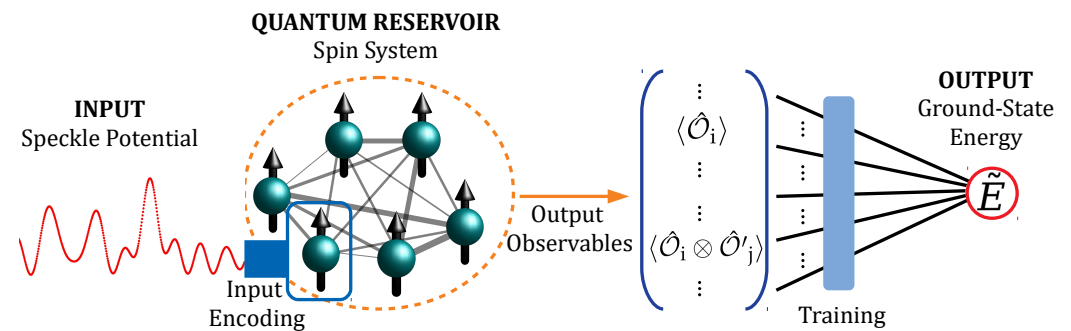 QUANTUM RESERVOIR
Spin System
INPUT
Speckle Potential
Input
Encoding
Output
Observables
⋮
⟨Ôᵢ⟩
⋮
⋮
⟨Ôᵢ ⊗ Ô′ⱼ⟩
⋮
⋮
⋮
⋮
Training
OUTPUT
Ground-State
Energy
Ẽ